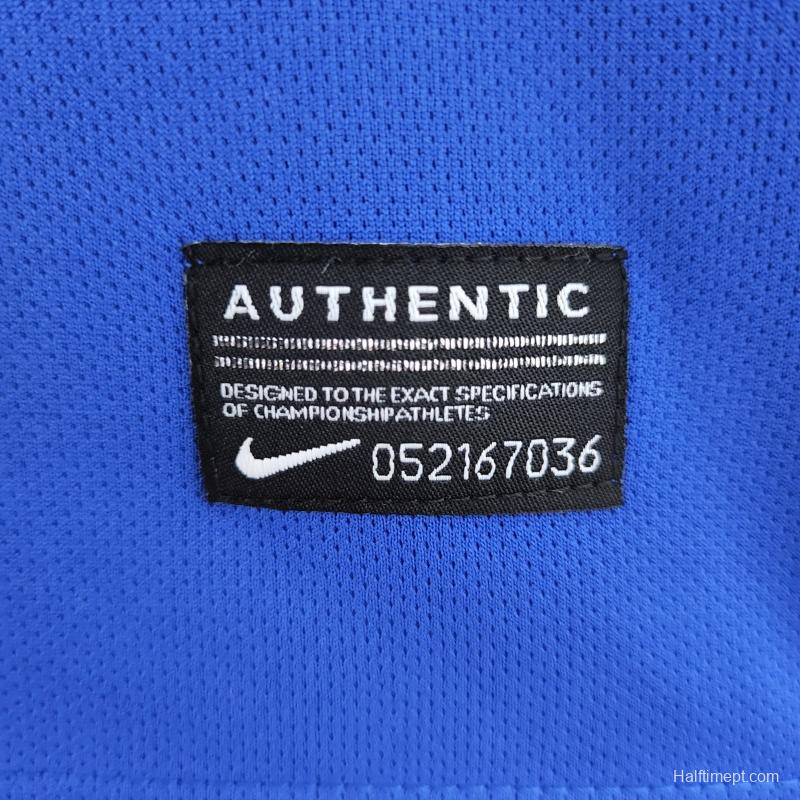 AUTHENTIC
DESIGNED TO THE EXACT SPECIFICATIONS
OF CHAMPIONSHIPATHLETES
052167036
Halftimept.com